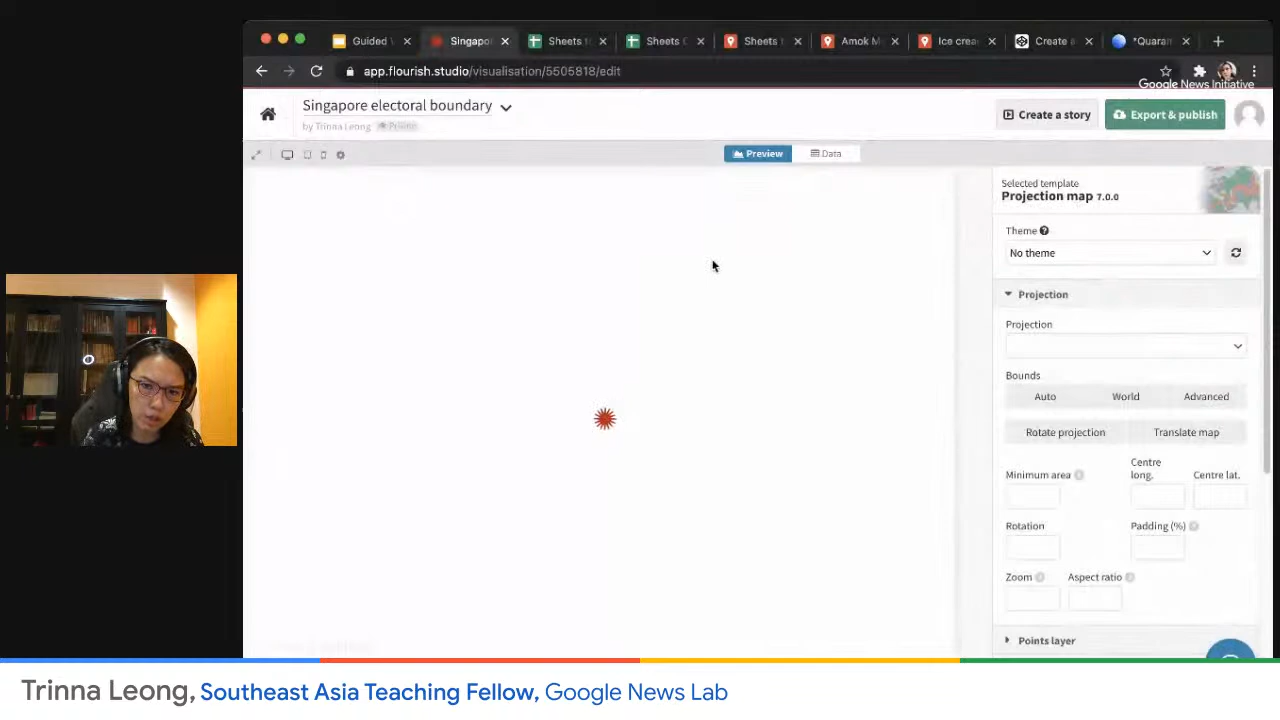 Guided
Singapo
Sheets
Sheets
Sheets
Amok M
Ice crea
Create a
*Quaran
app.flourish.studio/visualisation/5505818/edit
Google News Initiative
Singapore electoral boundary
by Trinna Leong
Private
Create a story
Export & publish
Preview
Data
Selected template
Projection map 7.0.0
Theme
No theme
Projection
Projection
Bounds
Auto World Advanced
Rotate projection Translate map
Minimum area
Centre long.
Centre lat.
Rotation
Padding (%)
Zoom
Aspect ratio
Points layer
Trinna Leong, Southeast Asia Teaching Fellow, Google News Lab